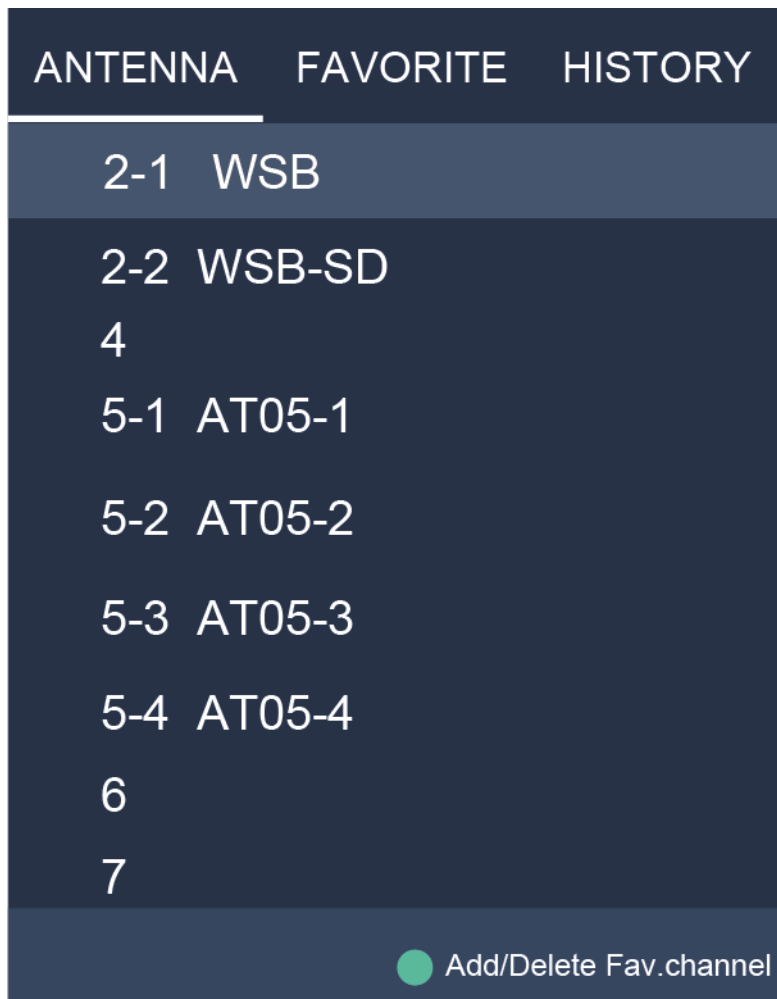 ANTENNA FAVORITE HISTORY
2-1 WSB
2-2 WSB-SD
4
5-1 AT05-1
5-2 AT05-2
5-3 AT05-3
5-4 AT05-4
6
7
Add/Delete Fav.channel